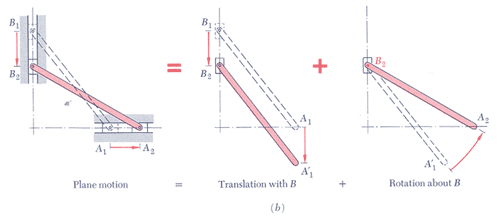 B₁
B₂
A₁ A₂
=
B₁
B₂
A₁
A′₁
+
B₂
A₂
A′₁
Plane motion = Translation with B + Rotation about B
(b)